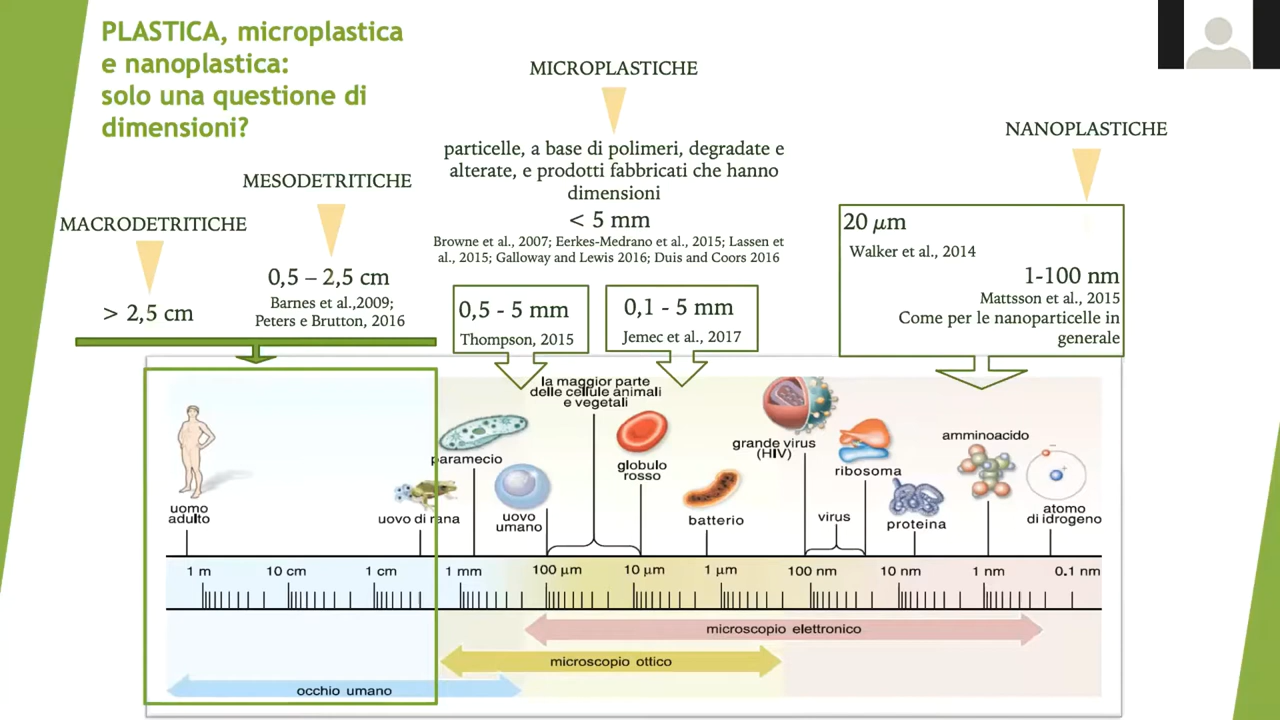 PLASTICA, microplastica
e nanoplastica:
solo una questione di
dimensioni?
MICROPLASTICHE
particelle, a base di polimeri, degradate e
alterate, e prodotti fabbricati che hanno
dimensioni
< 5 mm
Browne et al., 2007; Eerkes-Medrano et al., 2015; Lassen et
al., 2015; Galloway and Lewis 2016; Duis and Coors 2016
NANOPLASTICHE
MESODETRITICHE
MACRODETRITICHE
0,5 – 2,5 cm
Barnes et al.,2009;
Peters e Brutton, 2016
> 2,5 cm
0,5 - 5 mm
Thompson, 2015
0,1 - 5 mm
Jemec et al., 2017
20 µm
Walker et al., 2014
1-100 nm
Mattsson et al., 2015
Come per le nanoparticelle in
generale
la maggior parte
delle cellule animali
e vegetali
paramecio
globulo
rosso
grande virus
(HIV)
ribosoma
amminoacido
uomo
adulto
uovo di rana
uovo
umano
batterio
virus
proteina
atomo
di idrogeno
1 m
10 cm
1 cm
1 mm
100 µm
10 µm
1 µm
100 nm
10 nm
1 nm
0.1 nm
microscopio elettronico
microscopio ottico
occhio umano